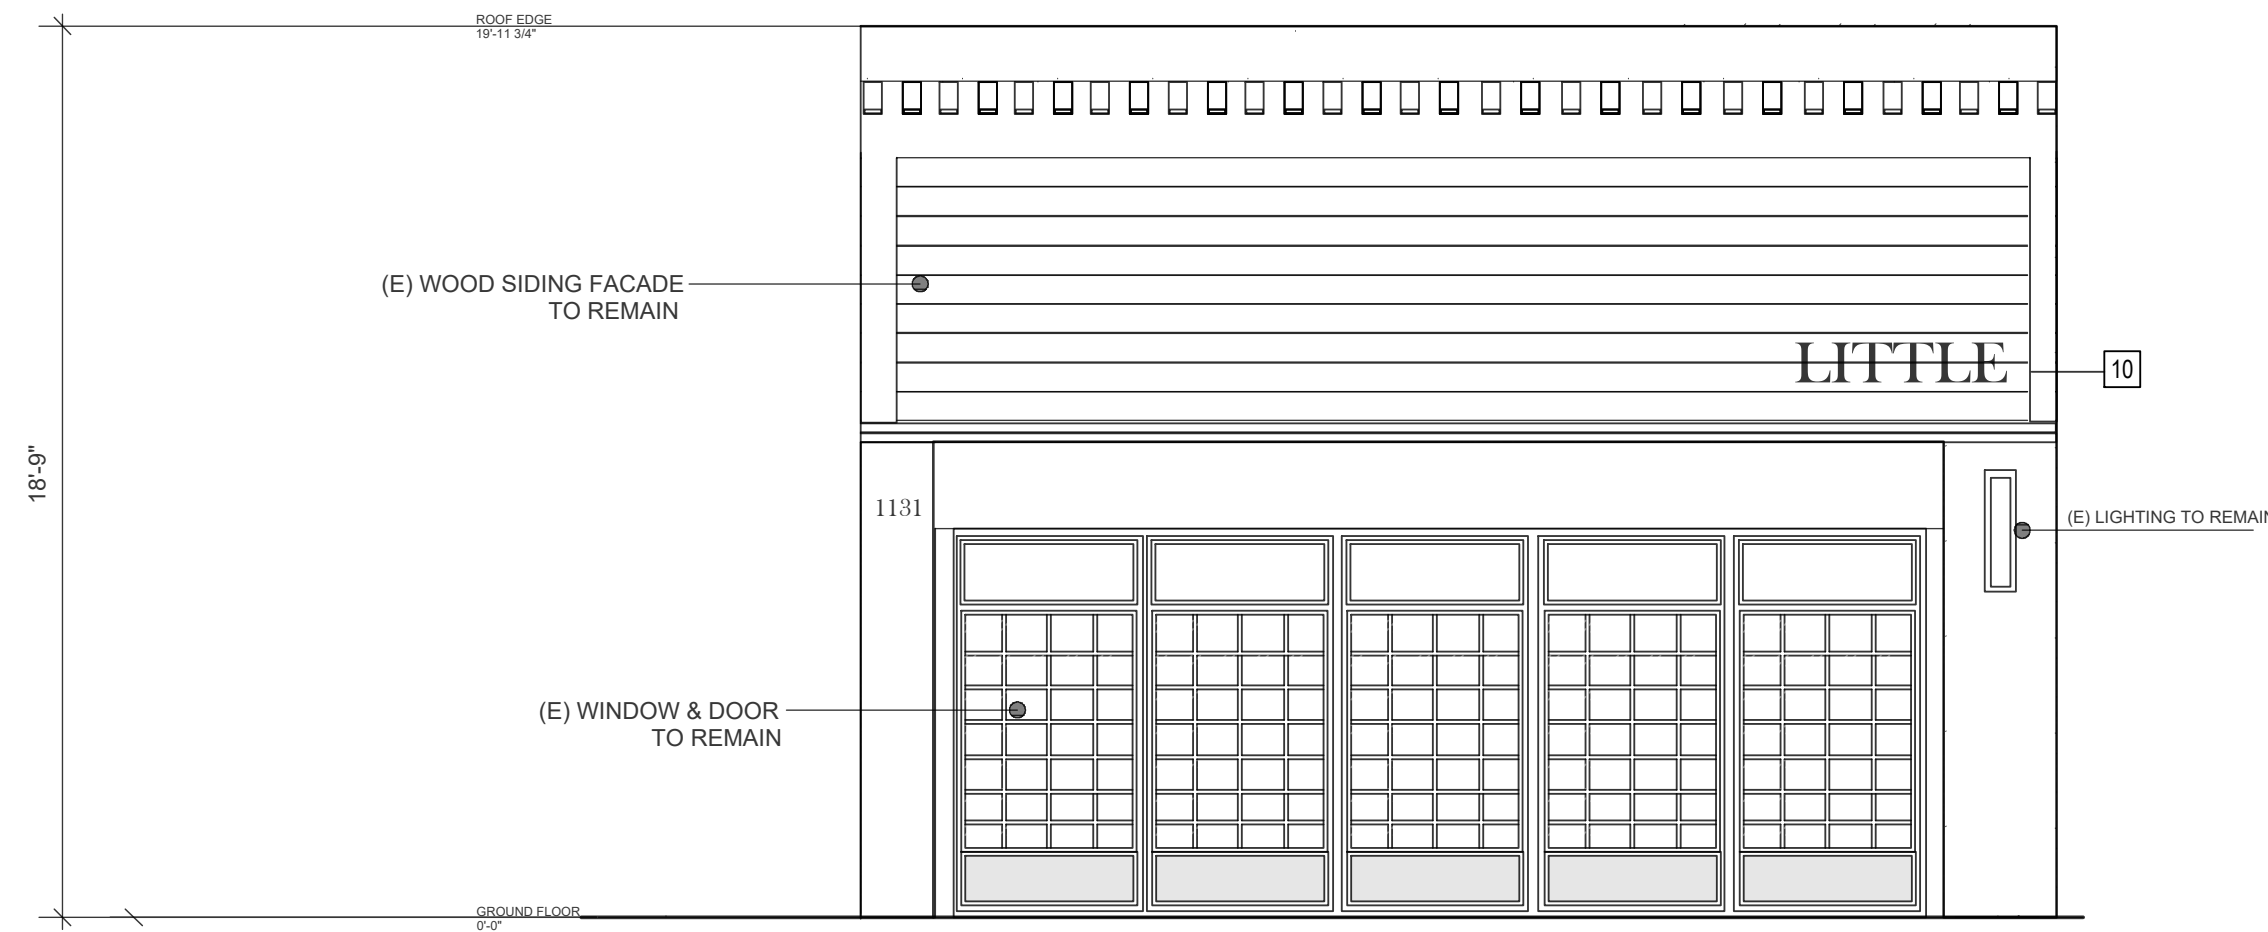 ROOF EDGE
19'-11 3/4"
(E) WOOD SIDING FACADE
TO REMAIN
LITTLE
10
18'-9"
1131
(E) LIGHTING TO REMAIN
(E) WINDOW & DOOR
TO REMAIN
GROUND FLOOR
0'-0"